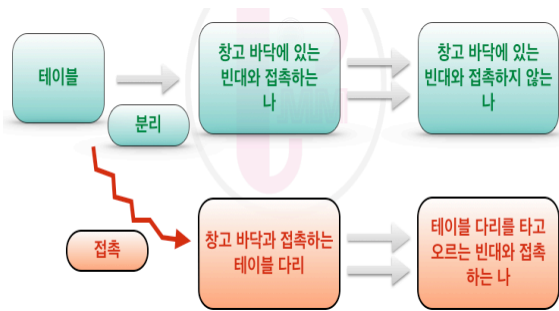 테이블
분리
창고 바닥에 있는
빈대와 접촉하는
나
창고 바닥에 있는
빈대와 접촉하지 않는
나
접촉
창고 바닥과 접촉하는
테이블 다리
테이블 다리를 타고
오르는 빈대와 접촉
하는 나